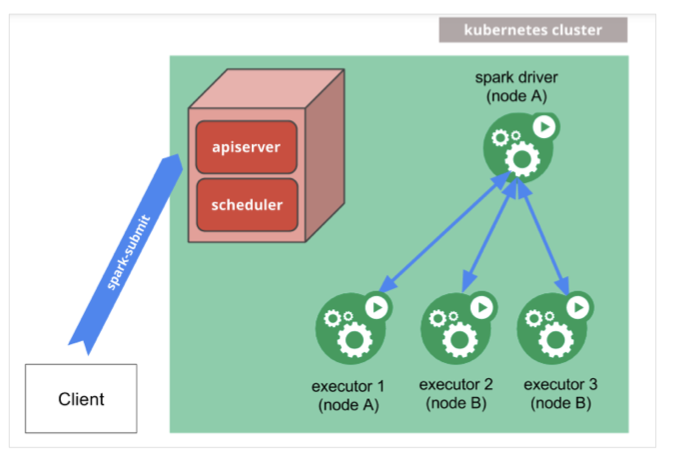 kubernetes cluster
spark driver
(node A)
apiserver
scheduler
spark-submit
executor 1
(node A)
executor 2
(node B)
executor 3
(node B)
Client